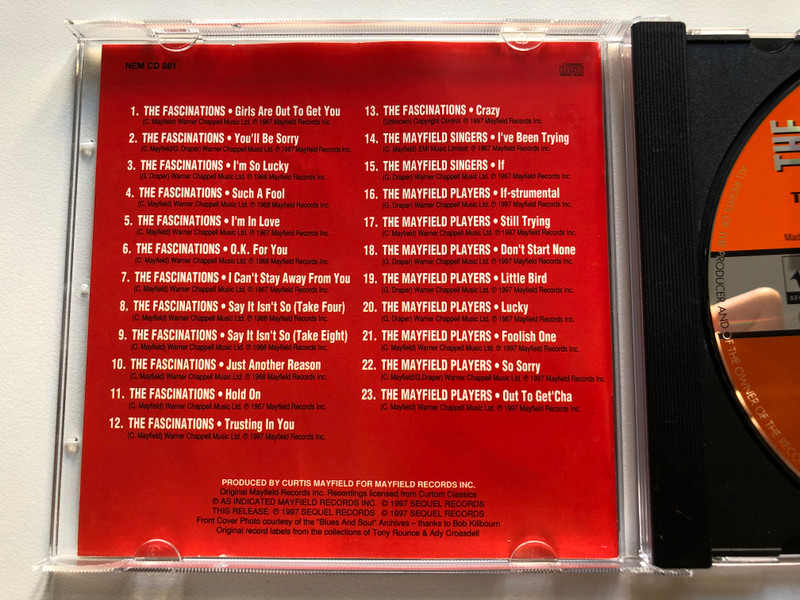 NEM CD 881
1. THE FASCINATIONS • Girls Are Out To Get You
(C. Mayfield) Warner Chappell Music Ltd. ℗ 1967 Mayfield Records Inc.
2. THE FASCINATIONS • You'll Be Sorry
(C. Mayfield/G. Draper) Warner Chappell Music Ltd. ℗ 1967 Mayfield Records Inc.
3. THE FASCINATIONS • I'm So Lucky
(G. Draper) Warner Chappell Music Ltd. ℗ 1966 Mayfield Records Inc.
4. THE FASCINATIONS • Such A Fool
(C. Mayfield) Warner Chappell Music Ltd. ℗ 1966 Mayfield Records Inc.
5. THE FASCINATIONS • I'm In Love
(C. Mayfield) Warner Chappell Music Ltd. ℗ 1967 Mayfield Records Inc.
6. THE FASCINATIONS • O.K. For You
(C. Mayfield) Warner Chappell Music Ltd. ℗ 1966 Mayfield Records Inc.
7. THE FASCINATIONS • I Can't Stay Away From You
(C. Mayfield) Warner Chappell Music Ltd. ℗ 1967 Mayfield Records Inc.
8. THE FASCINATIONS • Say It Isn't So (Take Four)
(C. Mayfield) Warner Chappell Music Ltd. ℗ 1966 Mayfield Records Inc.
9. THE FASCINATIONS • Say It Isn't So (Take Eight)
(C. Mayfield) Warner Chappell Music Ltd. ℗ 1966 Mayfield Records Inc.
10. THE FASCINATIONS • Just Another Reason
(C. Mayfield) Warner Chappell Music Ltd. ℗ 1968 Mayfield Records Inc.
11. THE FASCINATIONS • Hold On
(C. Mayfield) Warner Chappell Music Ltd. ℗ 1967 Mayfield Records Inc.
12. THE FASCINATIONS • Trusting In You
(C. Mayfield) Warner Chappell Music Ltd. ℗ 1997 Mayfield Records Inc.
13. THE FASCINATIONS • Crazy
(Unknown) Copyright Control. ℗ 1997 Mayfield Records Inc.
14. THE MAYFIELD SINGERS • I've Been Trying
(C. Mayfield) EMI Music Limited. ℗ 1967 Mayfield Records Inc.
15. THE MAYFIELD SINGERS • If
(G. Draper) Warner Chappell Music Ltd. ℗ 1967 Mayfield Records Inc.
16. THE MAYFIELD PLAYERS • If-strumental
(G. Draper) Warner Chappell Music Ltd. ℗ 1967 Mayfield Records Inc.
17. THE MAYFIELD PLAYERS • Still Trying
(C. Mayfield) Warner Chappell Music Ltd. ℗ 1997 Mayfield Records Inc.
18. THE MAYFIELD PLAYERS • Don't Start None
(G. Draper) Warner Chappell Music Ltd. ℗ 1967 Mayfield Records Inc.
19. THE MAYFIELD PLAYERS • Little Bird
(G. Draper) Warner Chappell Music Ltd. ℗ 1997 Mayfield Records Inc.
20. THE MAYFIELD PLAYERS • Lucky
(G. Draper) Warner Chappell Music Ltd. ℗ 1967 Mayfield Records Inc.
21. THE MAYFIELD PLAYERS • Foolish One
(C. Mayfield) Warner Chappell Music Ltd. ℗ 1997 Mayfield Records Inc.
22. THE MAYFIELD PLAYERS • So Sorry
(C. Mayfield/G.Draper) Warner Chappell Music Ltd. ℗ 1997 Mayfield Records Inc.
23. THE MAYFIELD PLAYERS • Out To Get'Cha
(C. Mayfield) Warner Chappell Music Ltd. ℗ 1997 Mayfield Records Inc.
PRODUCED BY CURTIS MAYFIELD FOR MAYFIELD RECORDS INC.
Original Mayfield Records Inc. Recordings licensed from Curtom Classics
℗ AS INDICATED MAYFIELD RECORDS INC. © 1997 SEQUEL RECORDS
THIS RELEASE ℗ 1997 SEQUEL RECORDS © 1997 SEQUEL RECORDS
Front Cover Photo courtesy of the "Blues And Soul" Archives – thanks to Bob Killbourn
Original record labels from the collections of Tony Rounce & Ady Croasdell
THE
T
Mad
ALL RIGHTS OF THE PRODUCER AND OF THE OWNER OF THE RECO